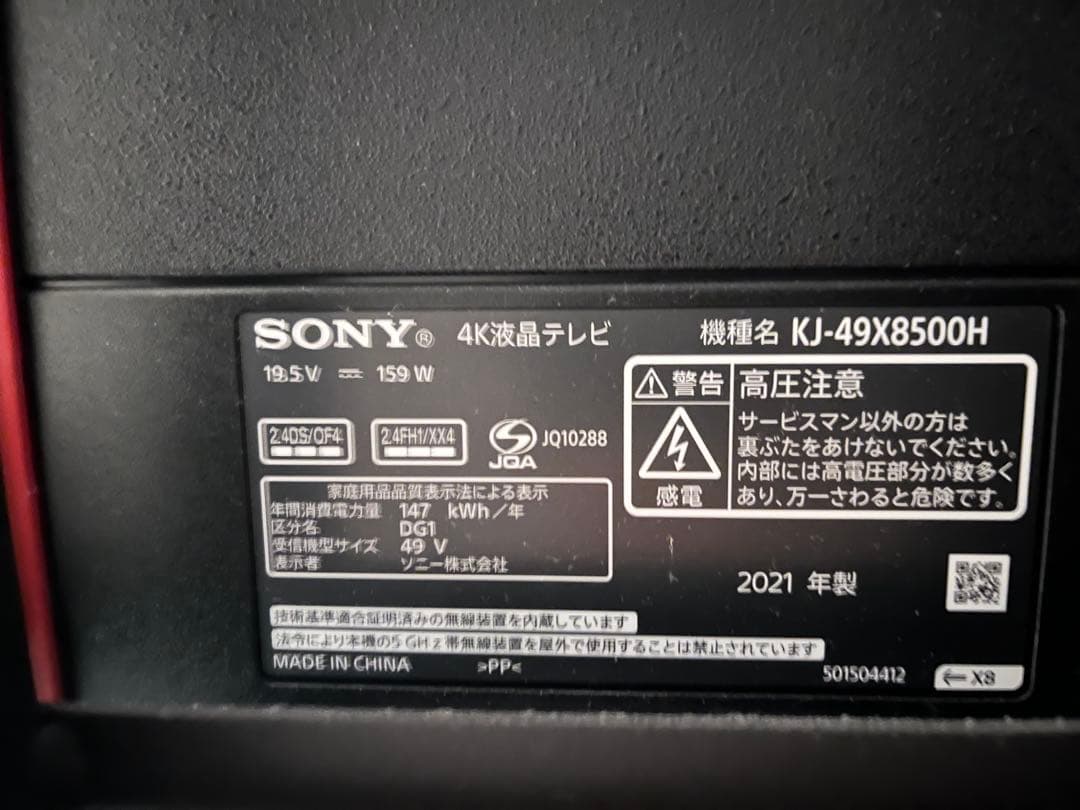 SONY® 4K液晶テレビ 機種名 KJ-49X8500H
19.5V ⎓ 159 W
2.4DS/OF4 2.4FH1/XX4 JQA JQ10288
警告 高圧注意
サービスマン以外の方は
裏ぶたをあけないでください。
内部には高電圧部分が数多く
あり、万一さわると危険です。
感電
家庭用品品質表示法による表示
年間消費電力量 147 kWh/年
区分名 DG1
受信機型サイズ 49 V
表示者 ソニー株式会社
2021 年製
技術基準適合証明済みの無線装置を内蔵しています
法令により本機の5 GHz帯無線装置を屋外で使用することは禁止されています
MADE IN CHINA >PP<
501504412 ← X8